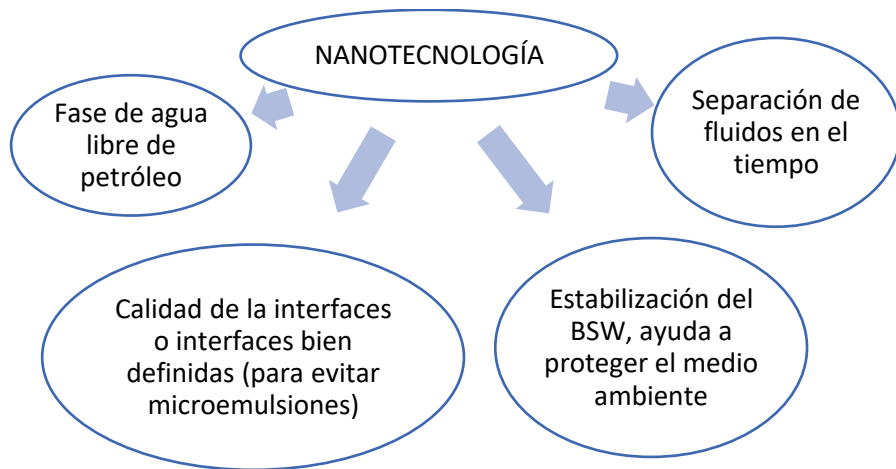 NANOTECNOLOGÍA
Fase de agua
libre de
petróleo
Separación de
fluidos en el
tiempo
Calidad de la interfaces
o interfaces bien
definidas (para evitar
microemulsiones)
Estabilización del
BSW, ayuda a
proteger el medio
ambiente